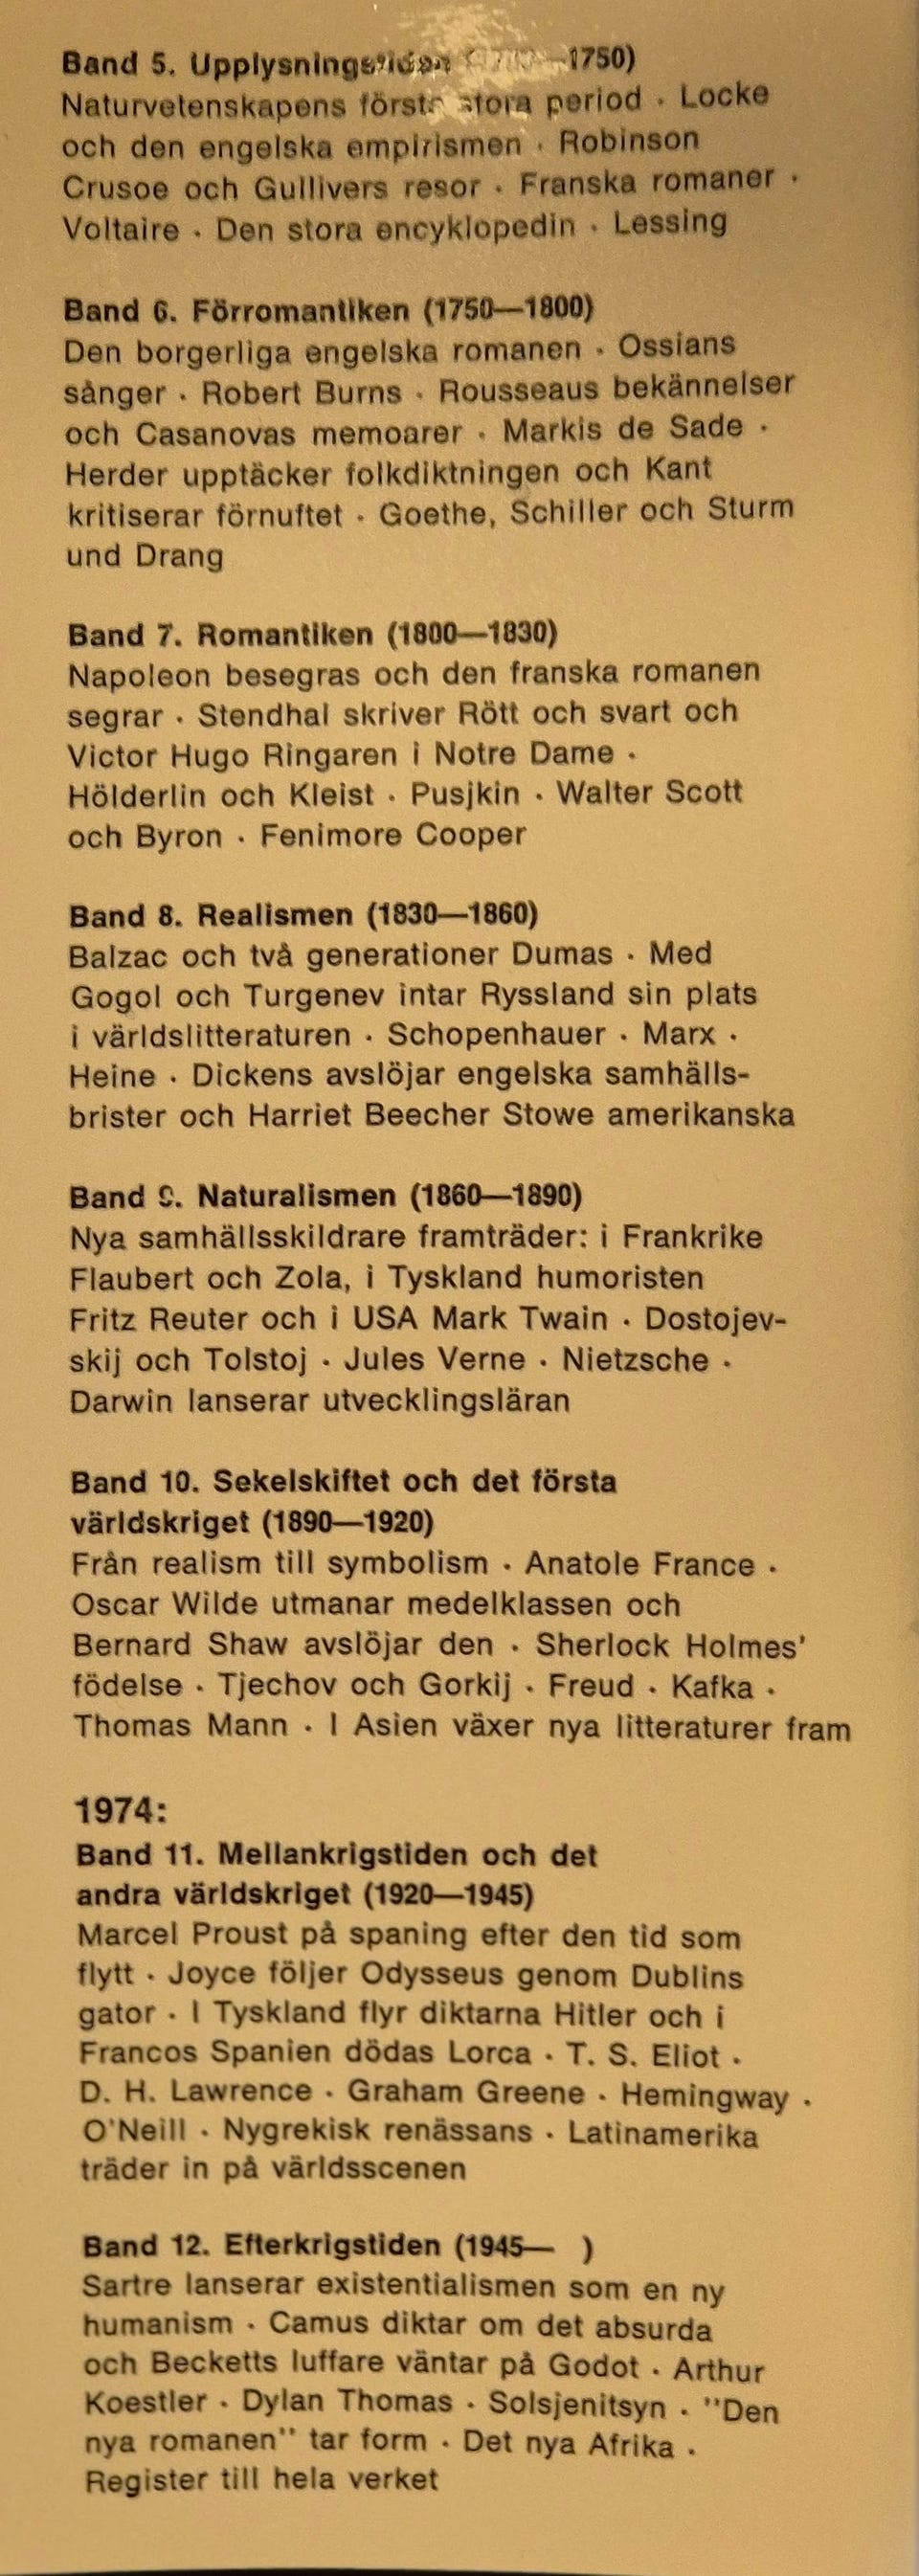 Band 5. Upplysningstiden 1750)
Naturvetenskapens första stora period · Locke
och den engelska empirismen · Robinson
Crusoe och Gullivers resor · Franska romaner ·
Voltaire · Den stora encyklopedin · Lessing
Band 6. Förromantiken (1750—1800)
Den borgerliga engelska romanen · Ossians
sånger · Robert Burns · Rousseaus bekännelser
och Casanovas memoarer · Markis de Sade ·
Herder upptäcker folkdiktningen och Kant
kritiserar förnuftet · Goethe, Schiller och Sturm
und Drang
Band 7. Romantiken (1800—1830)
Napoleon besegras och den franska romanen
segrar · Stendhal skriver Rött och svart och
Victor Hugo Ringaren i Notre Dame ·
Hölderlin och Kleist · Pusjkin · Walter Scott
och Byron · Fenimore Cooper
Band 8. Realismen (1830—1860)
Balzac och två generationer Dumas · Med
Gogol och Turgenev intar Ryssland sin plats
i världslitteraturen · Schopenhauer · Marx ·
Heine · Dickens avslöjar engelska samhälls-
brister och Harriet Beecher Stowe amerikanska
Band 9. Naturalismen (1860—1890)
Nya samhällsskildrare framträder: i Frankrike
Flaubert och Zola, i Tyskland humoristen
Fritz Reuter och i USA Mark Twain · Dostojev-
skij och Tolstoj · Jules Verne · Nietzsche ·
Darwin lanserar utvecklingsläran
Band 10. Sekelskiftet och det första
världskriget (1890—1920)
Från realism till symbolism · Anatole France ·
Oscar Wilde utmanar medelklassen och
Bernard Shaw avslöjar den · Sherlock Holmes'
födelse · Tjechov och Gorkij · Freud · Kafka ·
Thomas Mann · I Asien växer nya litteraturer fram
1974:
Band 11. Mellankrigstiden och det
andra världskriget (1920—1945)
Marcel Proust på spaning efter den tid som
flytt · Joyce följer Odysseus genom Dublins
gator · I Tyskland flyr diktarna Hitler och i
Francos Spanien dödas Lorca · T. S. Eliot ·
D. H. Lawrence · Graham Greene · Hemingway ·
O'Neill · Nygrekisk renässans · Latinamerika
träder in på världsscenen
Band 12. Efterkrigstiden (1945— )
Sartre lanserar existentialismen som en ny
humanism · Camus diktar om det absurda
och Becketts luffare väntar på Godot · Arthur
Koestler · Dylan Thomas · Solsjenitsyn · "Den
nya romanen" tar form · Det nya Afrika ·
Register till hela verket